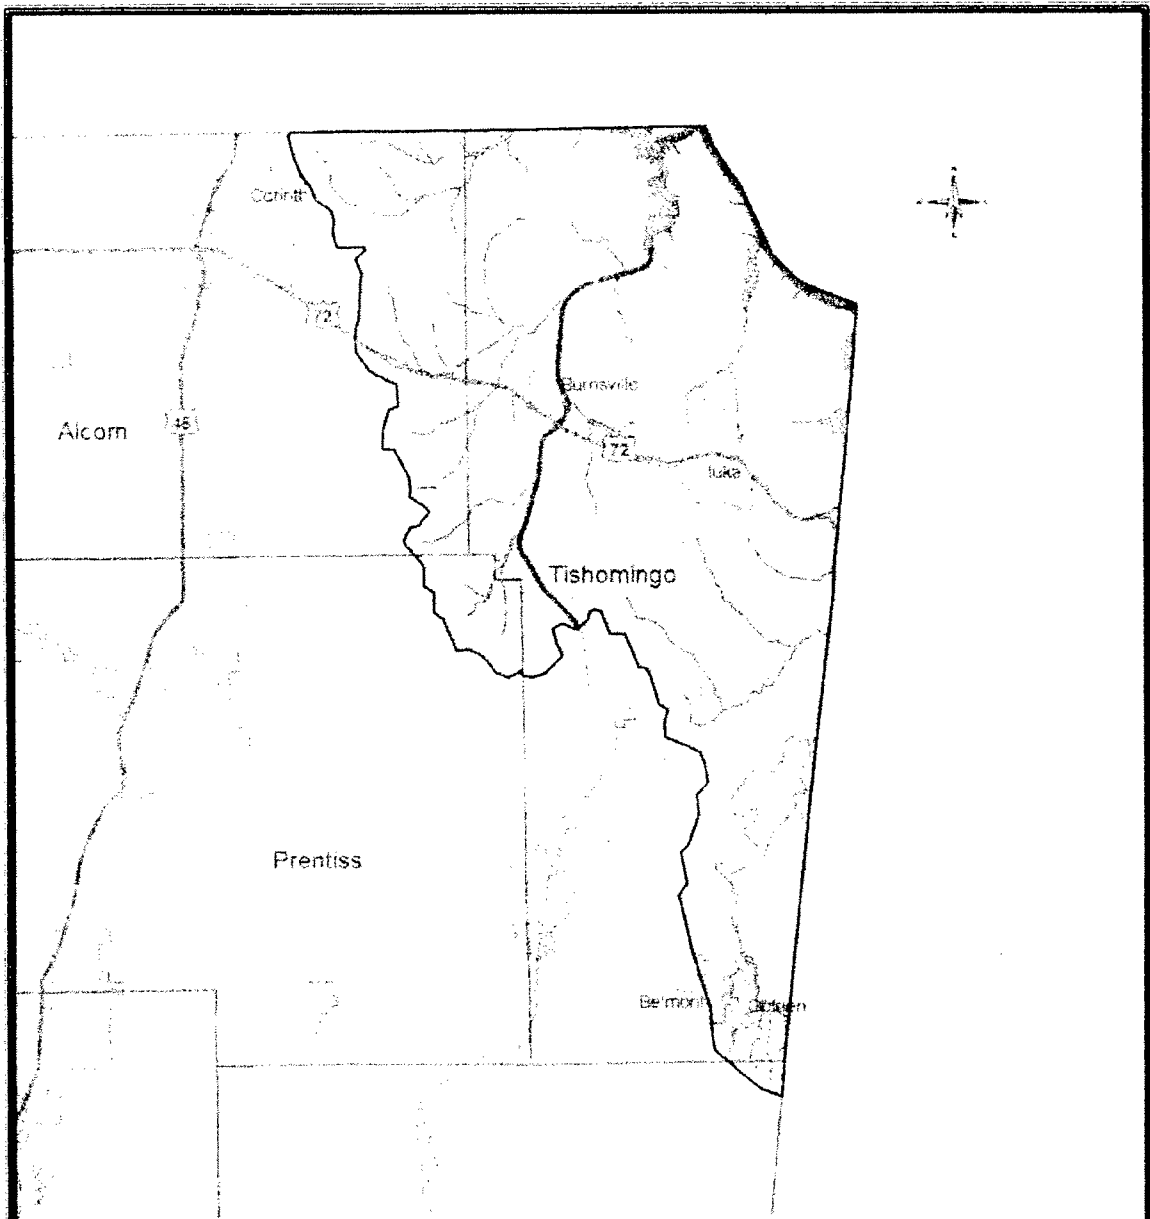 Corinth
72
Burnsville
Alcorn
45
72
Iuka
Tishomingo
Prentiss
Belmont